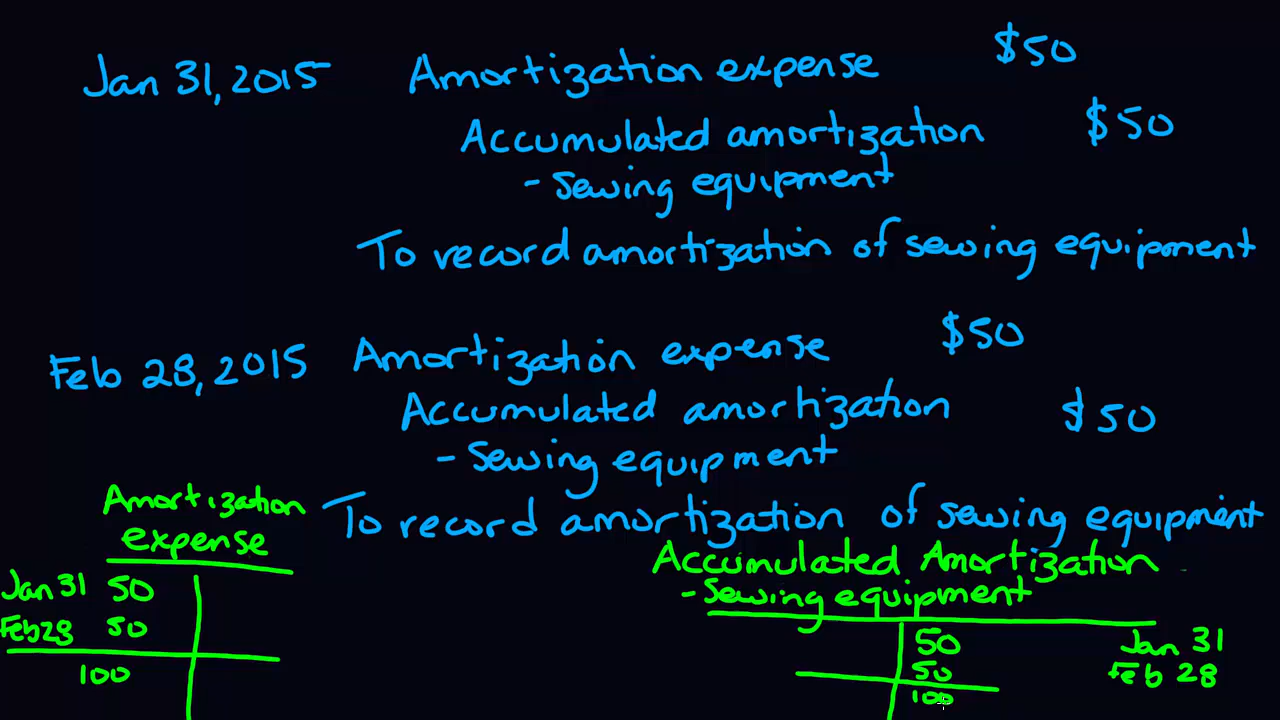 Jan 31, 2015 Amortization expense $50
Accumulated amortization $50
- Sewing equipment
To record amortization of sewing equipment
Feb 28, 2015 Amortization expense $50
Accumulated amortization $50
- Sewing equipment
To record amortization of sewing equipment
Amortization
expense
Jan 31 50
Feb 28 50
100
Accumulated Amortization
- Sewing equipment
50 Jan 31
50 Feb 28
100